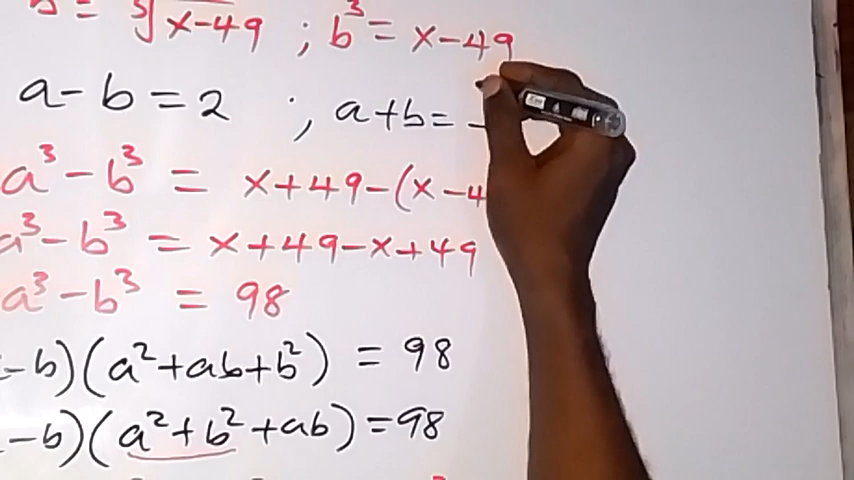 b = ∛x-49 ; b³ = x-49
a-b = 2 ; a+b =
a³ - b³ = x+49-(x-4
a³ - b³ = x+49-x+49
a³ - b³ = 98
-b)(a²+ab+b²) = 98
-b)(a²+b²+ab) = 98